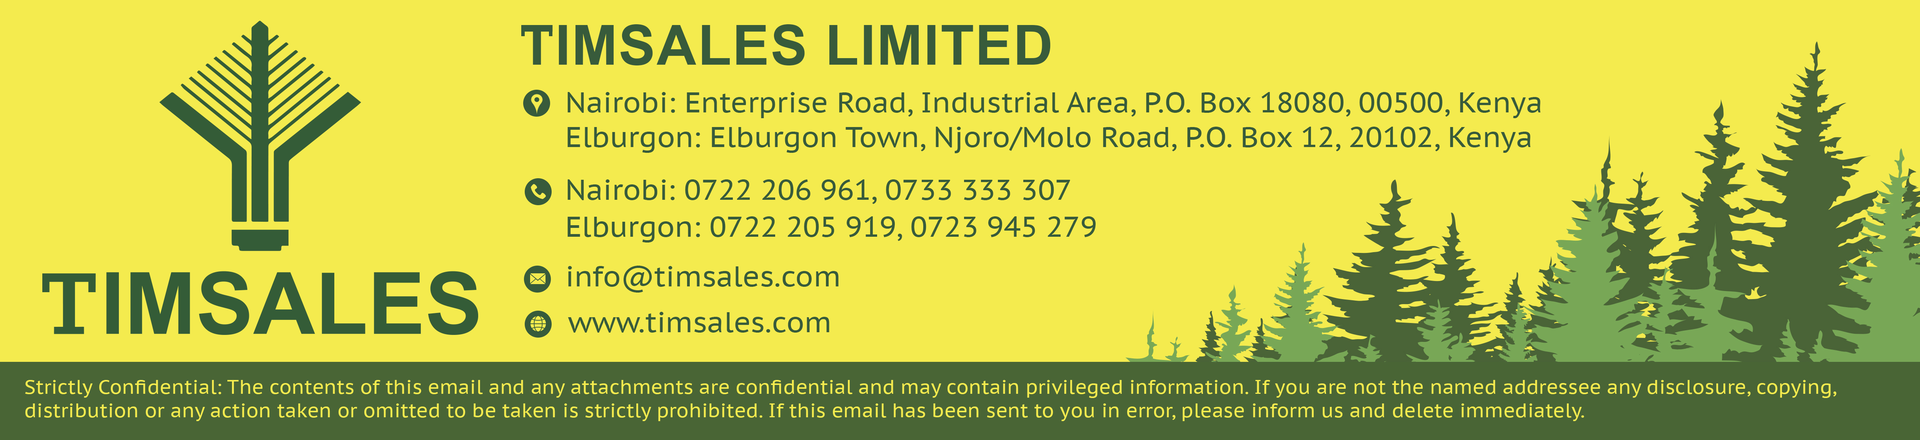 TIMSALES
TIMSALES LIMITED
Nairobi: Enterprise Road, Industrial Area, P.O. Box 18080, 00500, Kenya
Elburgon: Elburgon Town, Njoro/Molo Road, P.O. Box 12, 20102, Kenya
Nairobi: 0722 206 961, 0733 333 307
Elburgon: 0722 205 919, 0723 945 279
info@timsales.com
www.timsales.com
Strictly Confidential: The contents of this email and any attachments are confidential and may contain privileged information. If you are not the named addressee any disclosure, copying,
distribution or any action taken or omitted to be taken is strictly prohibited. If this email has been sent to you in error, please inform us and delete immediately.